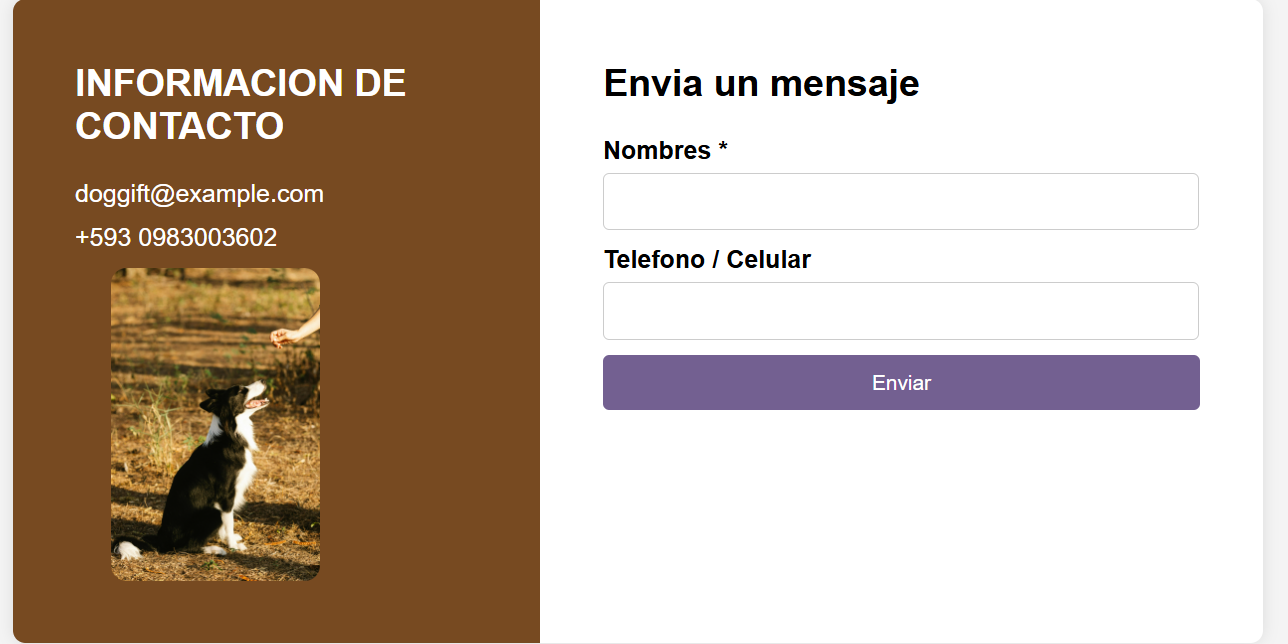 INFORMACION DE
CONTACTO
doggift@example.com
+593 0983003602
Envia un mensaje
Nombres *
Telefono / Celular
Enviar